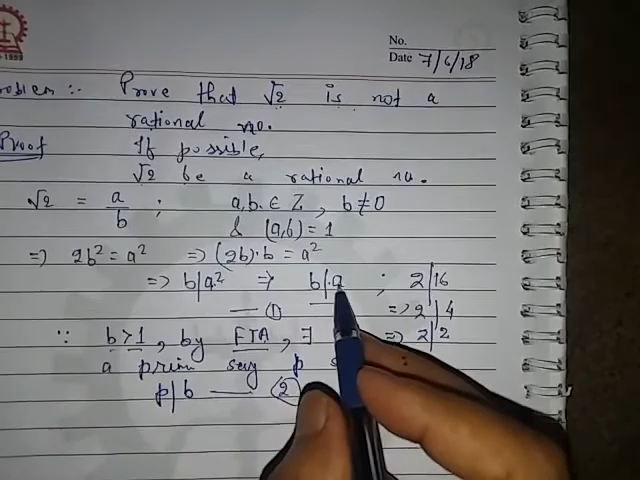 No.
Date 7/6/18
roblem :- Prove that √2 is not a
rational no.
Proof If possible,
√2 be a rational no.
√2 = a/b ; a,b. ∈ Z, b≠0
& (a,b) = 1
⇒ 2b² = a² ⇒ (2b)·b = a²
⇒ b|a² ⇒ b|a ; 2|16
— ① ⇒ 2|4
∵ b>1, by FTA, ∃ ⇒ 2|2
a prim say p
p|b — ②